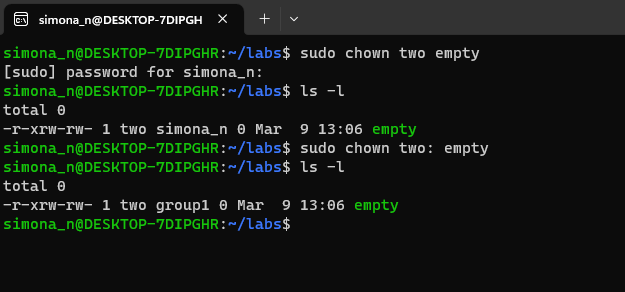 simona_n@DESKTOP-7DIPGH
simona_n@DESKTOP-7DIPGHR:~/labs$ sudo chown two empty
[sudo] password for simona_n:
simona_n@DESKTOP-7DIPGHR:~/labs$ ls -l
total 0
-r-xrw-rw- 1 two simona_n 0 Mar  9 13:06 empty
simona_n@DESKTOP-7DIPGHR:~/labs$ sudo chown two: empty
simona_n@DESKTOP-7DIPGHR:~/labs$ ls -l
total 0
-r-xrw-rw- 1 two group1 0 Mar  9 13:06 empty
simona_n@DESKTOP-7DIPGHR:~/labs$